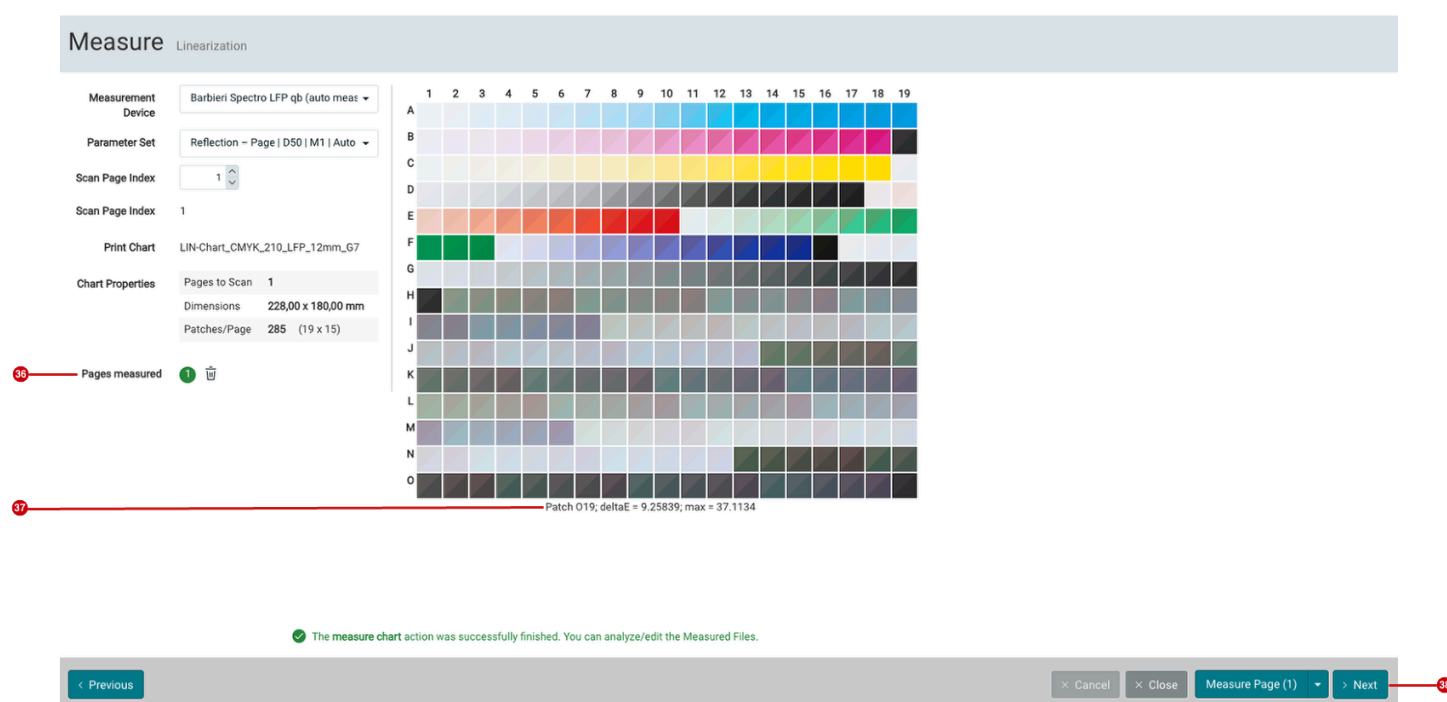 Measure Linearization
Measurement Device
Barbieri Spectro LFP qb (auto meas
Parameter Set
Reflection – Page | D50 | M1 | Auto
Scan Page Index
1
Scan Page Index
1
Print Chart
LIN-Chart_CMYK_210_LFP_12mm_G7
Chart Properties
Pages to Scan 1
Dimensions 228,00 x 180,00 mm
Patches/Page 285 (19 x 15)
36
Pages measured
1
1 2 3 4 5 6 7 8 9 10 11 12 13 14 15 16 17 18 19
A
B
C
D
E
F
G
H
I
J
K
L
M
N
O
37
Patch O19; deltaE = 9.25839; max = 37.1134
The measure chart action was successfully finished. You can analyze/edit the Measured Files.
< Previous
× Cancel
× Close
Measure Page (1)
> Next